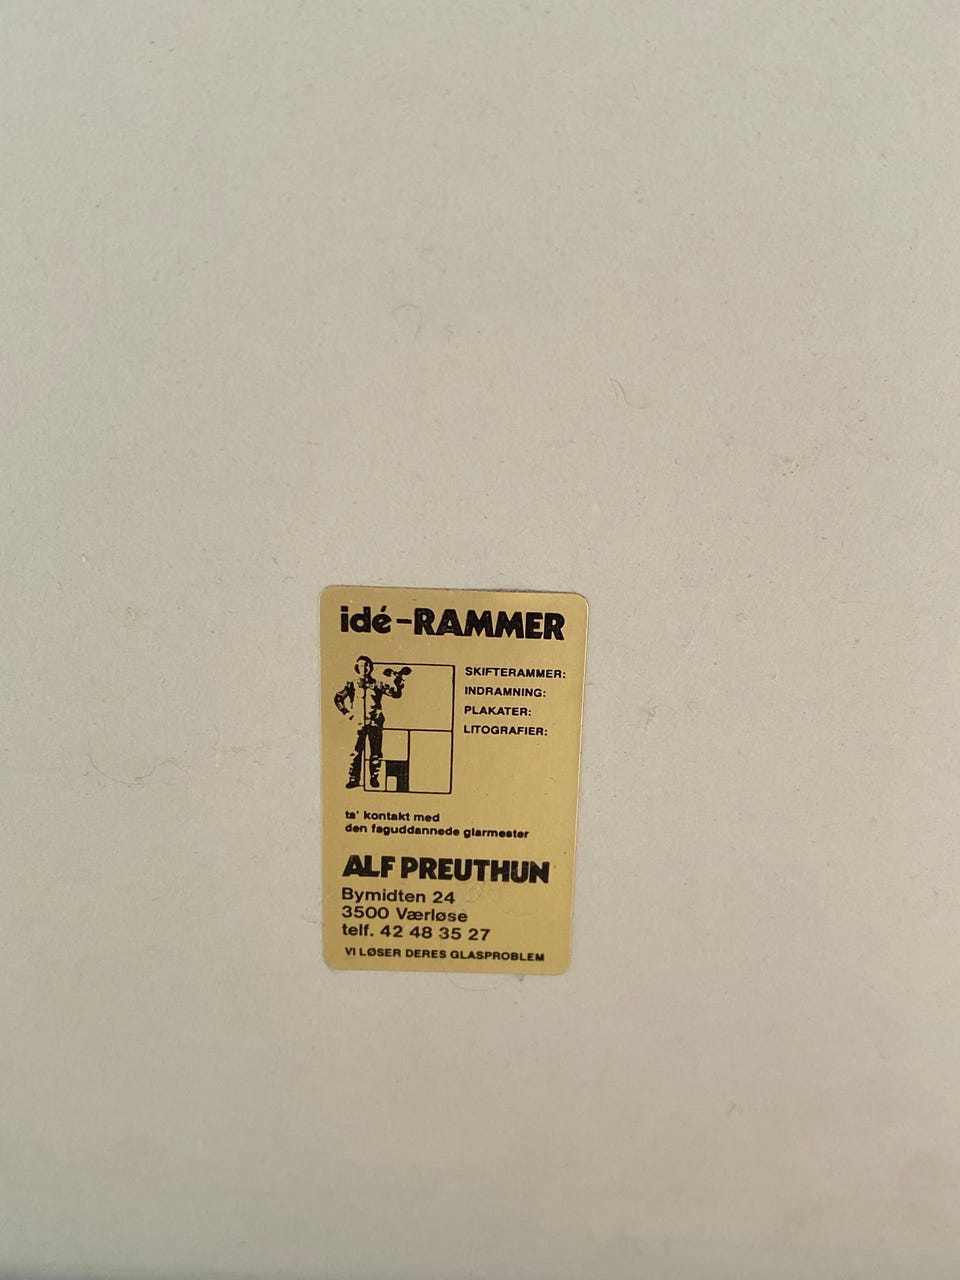 idé-RAMMER
SKIFTERAMMER:
INDRAMNING:
PLAKATER:
LITOGRAFIER:
ta' kontakt med
den faguddannede glarmester
ALF PREUTHUN
Bymidten 24
3500 Værløse
telf. 42 48 35 27
VI LØSER DERES GLASPROBLEM